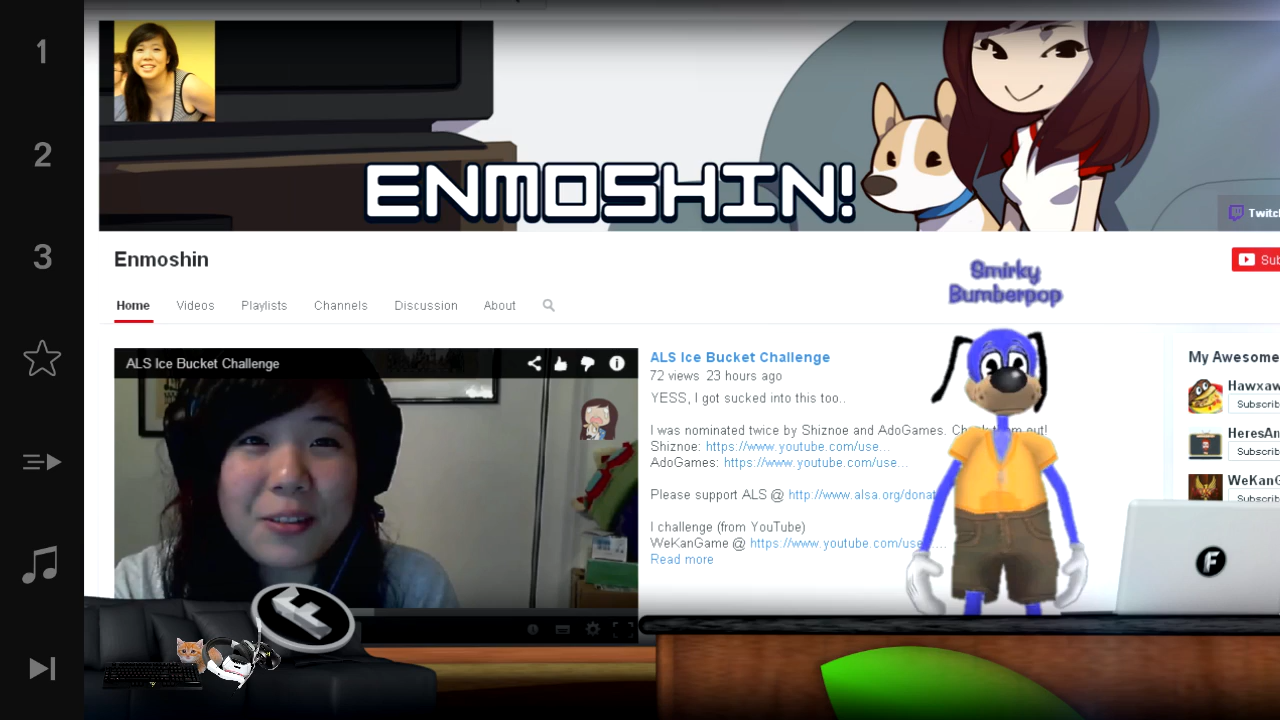 1
2
3
ENMOSHIN!
Twitc
Enmoshin
Sub
Home Videos Playlists Channels Discussion About
Smirky
Bumberpop
ALS Ice Bucket Challenge
ALS Ice Bucket Challenge
72 views 23 hours ago
YESS, I got sucked into this too..
I was nominated twice by Shiznoe and AdoGames. Ch m out!
Shiznoe: https://www.youtube.com/use...
AdoGames: https://www.youtube.com/use...
Please support ALS @ http://www.alsa.org/donat
I challenge (from YouTube)
WeKanGame @ https://www.youtube.com/use...
Read more
My Awesome
Hawxaw
Subscrib
HeresAn
Subscrib
WeKanG
Subscrib
F
F